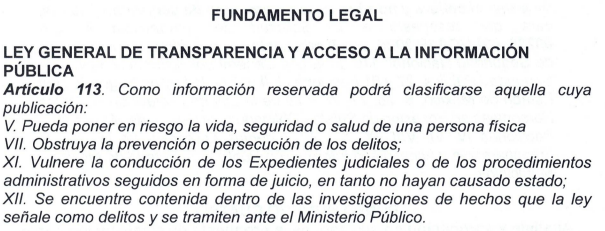 FUNDAMENTO LEGAL
LEY GENERAL DE TRANSPARENCIA Y ACCESO A LA INFORMACIÓN
PÚBLICA
Artículo 113. Como información reservada podrá clasificarse aquella cuya
publicación:
V. Pueda poner en riesgo la vida, seguridad o salud de una persona física
VII. Obstruya la prevención o persecución de los delitos;
XI. Vulnere la conducción de los Expedientes judiciales o de los procedimientos
administrativos seguidos en forma de juicio, en tanto no hayan causado estado;
XII. Se encuentre contenida dentro de las investigaciones de hechos que la ley
señale como delitos y se tramiten ante el Ministerio Público.